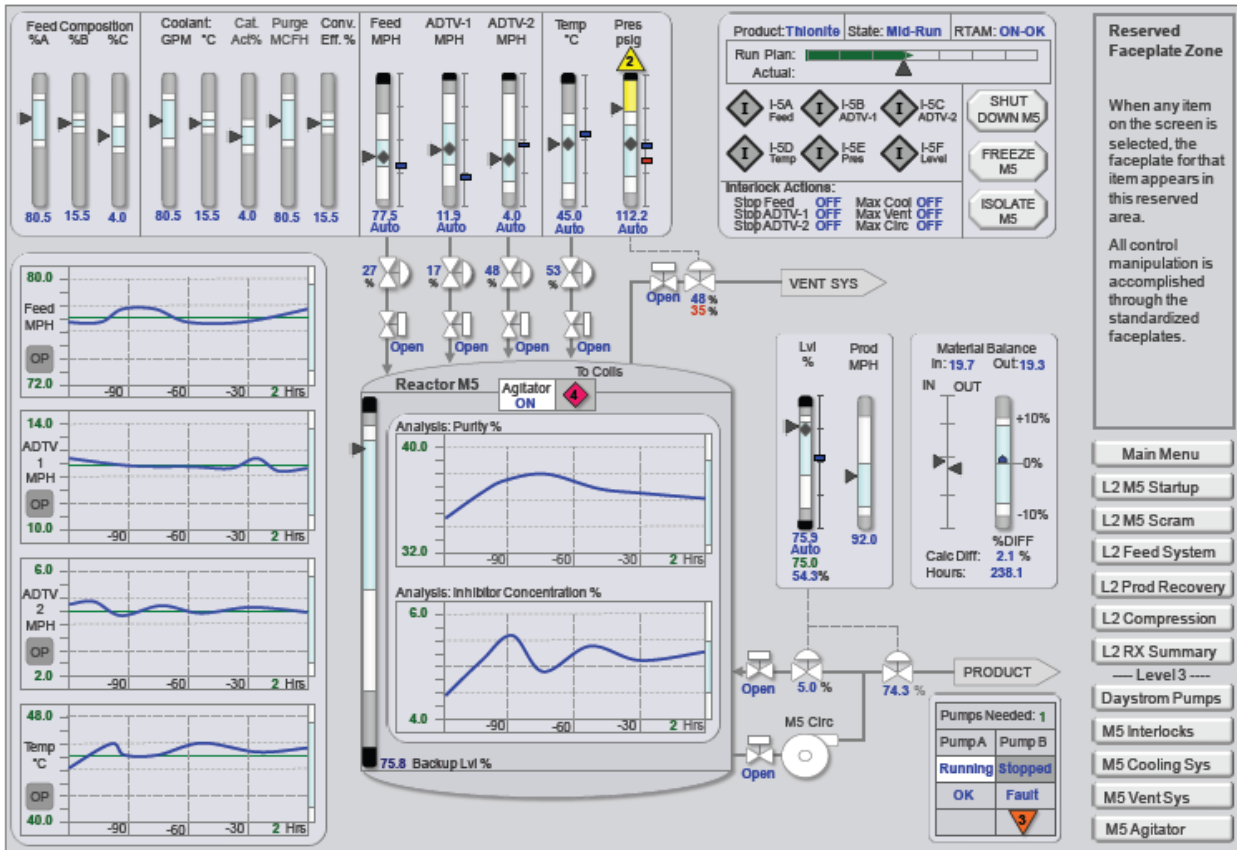 Feed Composition
%A %B %C
80.5 15.5 4.0
Coolant: Cat. Purge Conv.
GPM °C Act% MCFH Eff. %
80.5 15.5 4.0 80.5 15.5
Feed ADTV-1 ADTV-2
MPH MPH MPH
77.5 11.9 4.0
Auto Auto Auto
Temp Pres
°C psig
2
45.0 112.2
Auto Auto
Product: Thionite State: Mid-Run RTAM: ON-OK
Run Plan:
Actual:
I I-5A Feed
I I-5B ADTV-1
I I-5C ADTV-2
I I-5D Temp
I I-5E Pres
I I-5F Level
Interlock Actions:
Stop Feed OFF Max Cool OFF
Stop ADTV-1 OFF Max Vent OFF
Stop ADTV-2 OFF Max Circ OFF
SHUT
DOWN M5
FREEZE
M5
ISOLATE
M5
Reserved
Faceplate Zone
When any item
on the screen is
selected, the
faceplate for that
item appears in
this reserved
area.
All control
manipulation is
accomplished
through the
standardized
faceplates.
27 % 17 % 48 % 53 %
Open Open Open Open
Open 48 %
35 %
VENT SYS
80.0
Feed
MPH
OP
72.0
-90 -60 -30 2 Hrs
14.0
ADTV
1
MPH
OP
10.0
-90 -60 -30 2 Hrs
6.0
ADTV
2
MPH
OP
2.0
-90 -60 -30 2 Hrs
48.0
Temp
°C
OP
40.0
-90 -60 -30 2 Hrs
To Coils
Reactor M5
Agitator
ON
4
Analysis: Purity %
40.0
32.0
-90 -60 -30 2 Hrs
Analysis: Inhibitor Concentration %
6.0
4.0
-90 -60 -30 2 Hrs
75.8 Backup Lvl %
Lvl Prod
% MPH
75.9 92.0
Auto
75.0
54.3%
Material Balance
In: 19.7 Out: 19.3
IN OUT
+10%
0%
-10%
%DIFF
Calc Diff: 2.1 %
Hours: 238.1
Open 5.0 % 74.3 %
PRODUCT
M5 Circ
Open
Pumps Needed: 1
Pump A Pump B
Running Stopped
OK Fault
3
Main Menu
L2 M5 Startup
L2 M5 Scram
L2 Feed System
L2 Prod Recovery
L2 Compression
L2 RX Summary
---- Level 3 ----
Daystrom Pumps
M5 Interlocks
M5 Cooling Sys
M5 Vent Sys
M5 Agitator